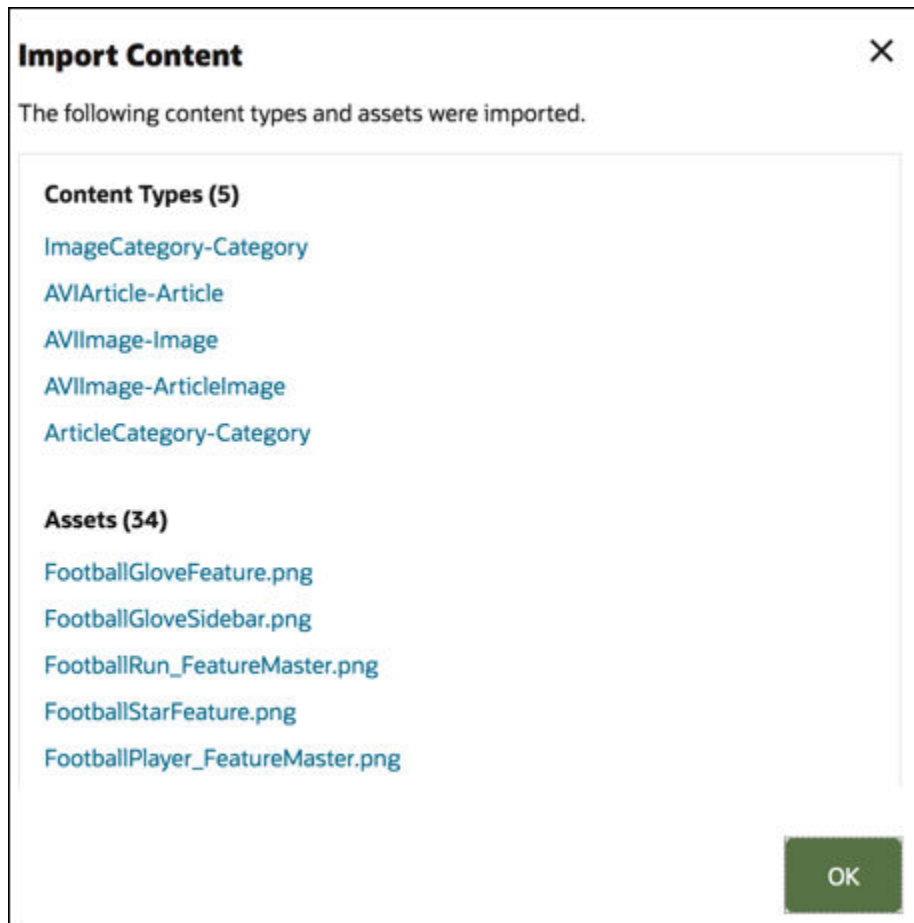 Import Content
The following content types and assets were imported.
Content Types (5)
ImageCategory-Category
AVIArticle-Article
AVIImage-Image
AVIImage-ArticleImage
ArticleCategory-Category
Assets (34)
FootballGloveFeature.png
FootballGloveSidebar.png
FootballRun_FeatureMaster.png
FootballStarFeature.png
FootballPlayer_FeatureMaster.png
OK